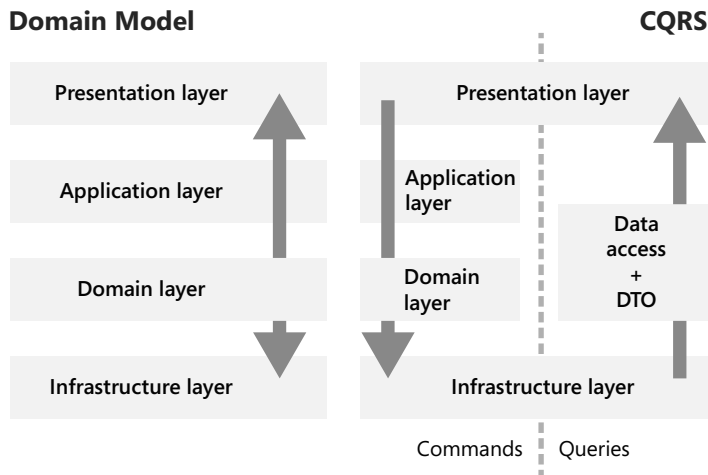 Domain Model
CQRS
Presentation layer
Application layer
Domain layer
Infrastructure layer
Presentation layer
Application
layer
Domain
layer
Data
access
+
DTO
Infrastructure layer
Commands
Queries